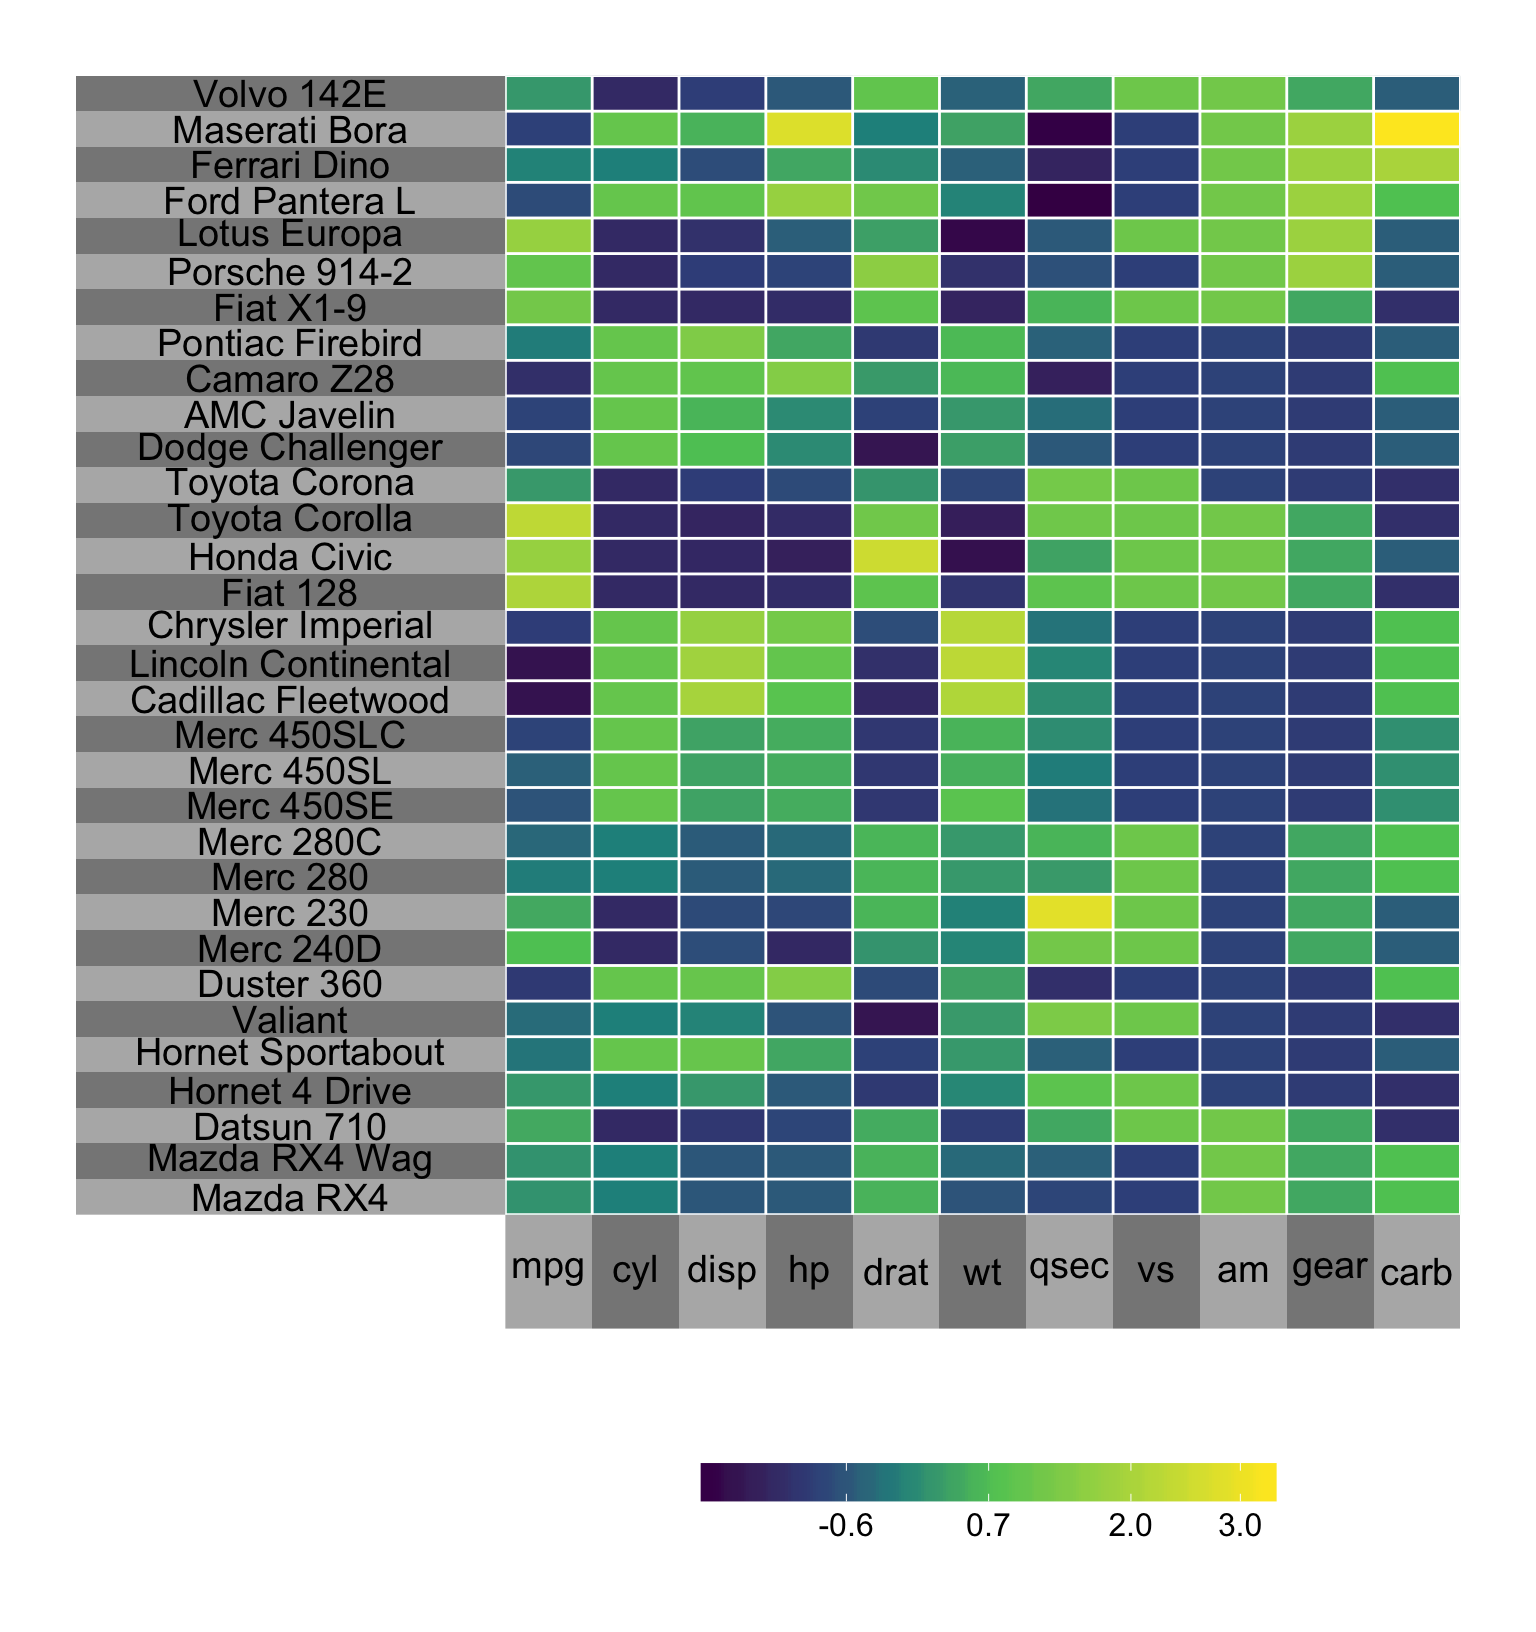 Volvo 142E
Maserati Bora
Ferrari Dino
Ford Pantera L
Lotus Europa
Porsche 914-2
Fiat X1-9
Pontiac Firebird
Camaro Z28
AMC Javelin
Dodge Challenger
Toyota Corona
Toyota Corolla
Honda Civic
Fiat 128
Chrysler Imperial
Lincoln Continental
Cadillac Fleetwood
Merc 450SLC
Merc 450SL
Merc 450SE
Merc 280C
Merc 280
Merc 230
Merc 240D
Duster 360
Valiant
Hornet Sportabout
Hornet 4 Drive
Datsun 710
Mazda RX4 Wag
Mazda RX4
mpg cyl disp hp drat wt qsec vs am gear carb
-0.6 0.7 2.0 3.0